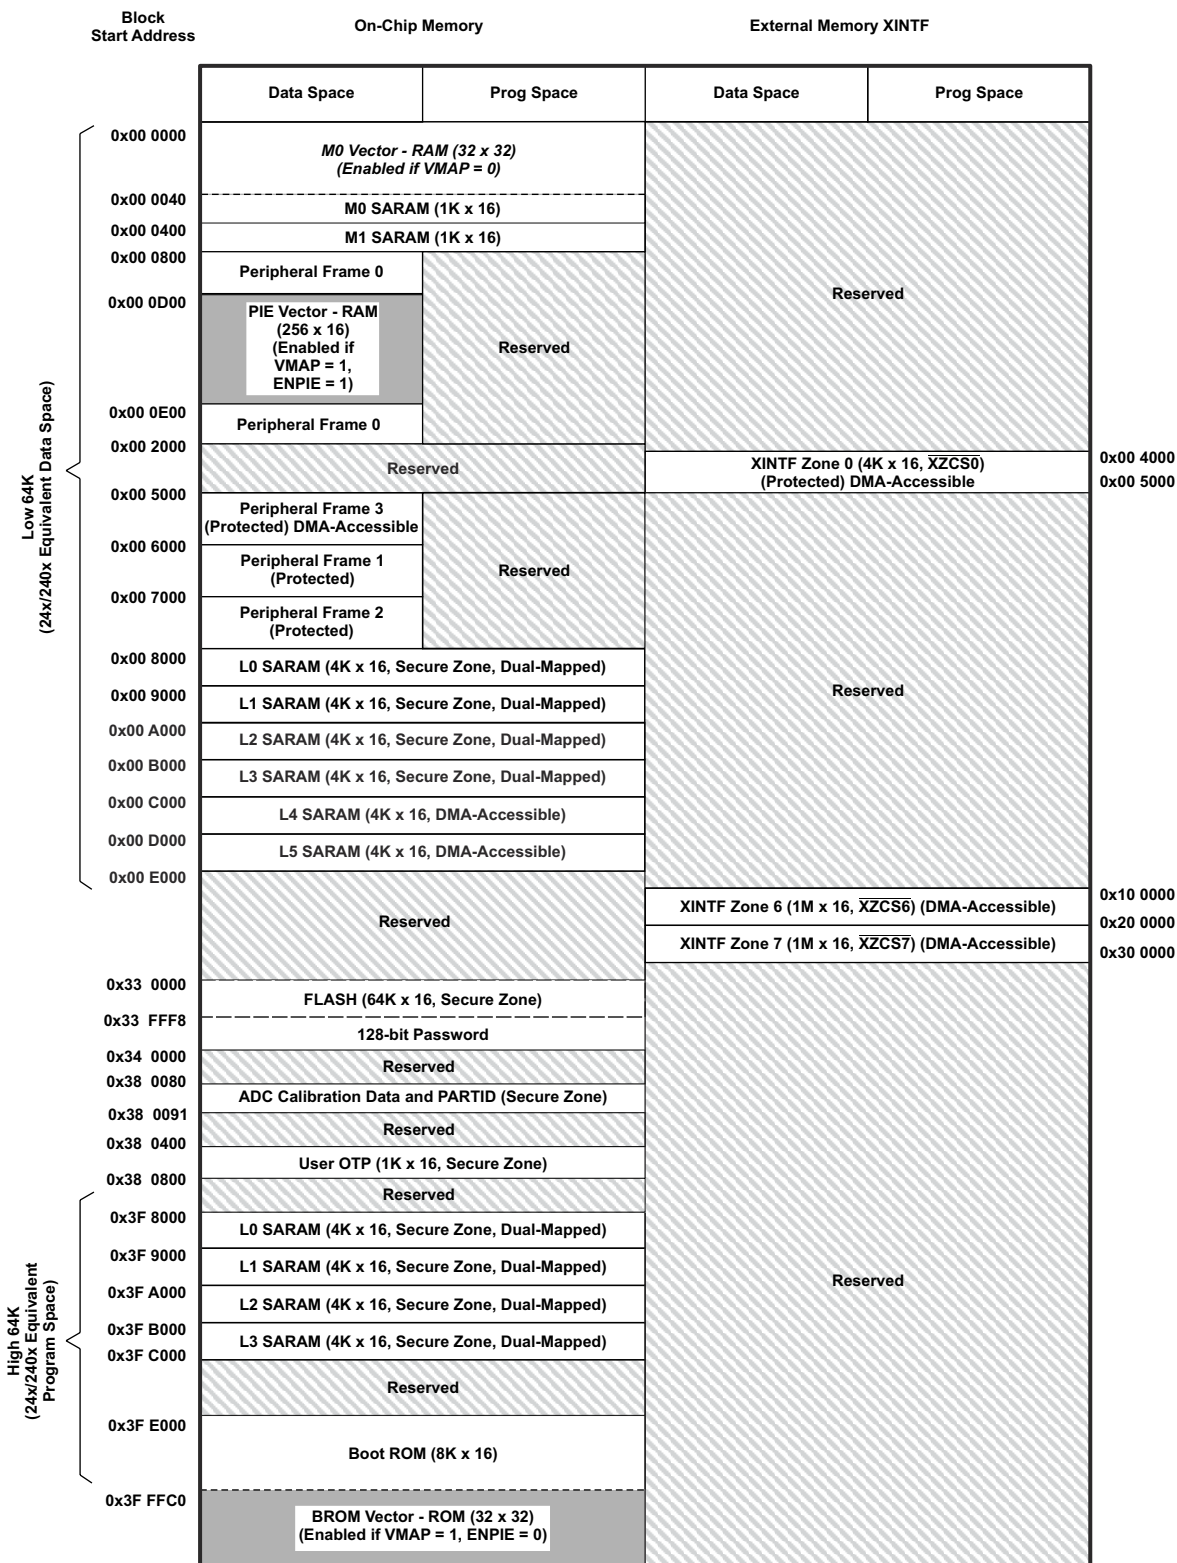 Block
Start Address
On-Chip Memory
External Memory XINTF
Data Space
Prog Space
Data Space
Prog Space
0x00 0000
M0 Vector - RAM (32 x 32)
(Enabled if VMAP = 0)
0x00 0040
M0 SARAM (1K x 16)
0x00 0400
M1 SARAM (1K x 16)
0x00 0800
Peripheral Frame 0
Reserved
0x00 0D00
PIE Vector - RAM
(256 x 16)
(Enabled if
VMAP = 1,
ENPIE = 1)
Reserved
0x00 0E00
Peripheral Frame 0
0x00 2000
Reserved
XINTF Zone 0 (4K x 16, XZCS0)
(Protected) DMA-Accessible
0x00 4000
0x00 5000
0x00 5000
Peripheral Frame 3
(Protected) DMA-Accessible
0x00 6000
Peripheral Frame 1
(Protected)
Reserved
0x00 7000
Peripheral Frame 2
(Protected)
Low 64K
(24x/240x Equivalent Data Space)
0x00 8000
L0 SARAM (4K x 16, Secure Zone, Dual-Mapped)
0x00 9000
L1 SARAM (4K x 16, Secure Zone, Dual-Mapped)
Reserved
0x00 A000
L2 SARAM (4K x 16, Secure Zone, Dual-Mapped)
0x00 B000
L3 SARAM (4K x 16, Secure Zone, Dual-Mapped)
0x00 C000
L4 SARAM (4K x 16, DMA-Accessible)
0x00 D000
L5 SARAM (4K x 16, DMA-Accessible)
0x00 E000
Reserved
XINTF Zone 6 (1M x 16, XZCS6) (DMA-Accessible)
0x10 0000
0x20 0000
XINTF Zone 7 (1M x 16, XZCS7) (DMA-Accessible)
0x30 0000
0x33 0000
FLASH (64K x 16, Secure Zone)
0x33 FFF8
128-bit Password
0x34 0000
Reserved
0x38 0080
ADC Calibration Data and PARTID (Secure Zone)
0x38 0091
Reserved
0x38 0400
User OTP (1K x 16, Secure Zone)
0x38 0800
Reserved
0x3F 8000
L0 SARAM (4K x 16, Secure Zone, Dual-Mapped)
0x3F 9000
L1 SARAM (4K x 16, Secure Zone, Dual-Mapped)
Reserved
0x3F A000
L2 SARAM (4K x 16, Secure Zone, Dual-Mapped)
0x3F B000
L3 SARAM (4K x 16, Secure Zone, Dual-Mapped)
0x3F C000
High 64K
(24x/240x Equivalent
Program Space)
Reserved
0x3F E000
Boot ROM (8K x 16)
0x3F FFC0
BROM Vector - ROM (32 x 32)
(Enabled if VMAP = 1, ENPIE = 0)